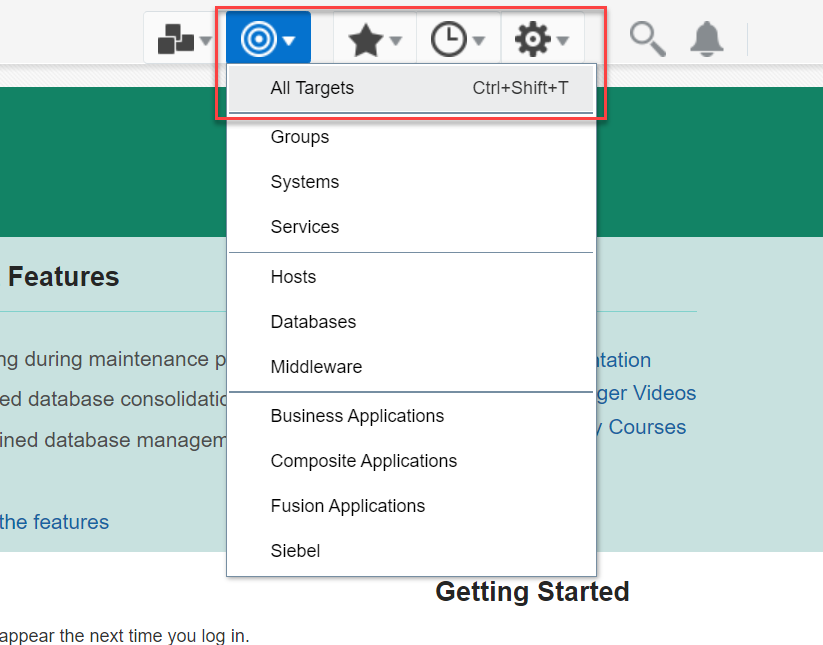 All Targets Ctrl+Shift+T
Groups
Systems
Services
Features
Hosts
Databases
ng during maintenance p
ntation
Middleware
ger Videos
ed database consolidatio
Business Applications
y Courses
ined database managem
Composite Applications
Fusion Applications
the features
Siebel
Getting Started
appear the next time you log in.